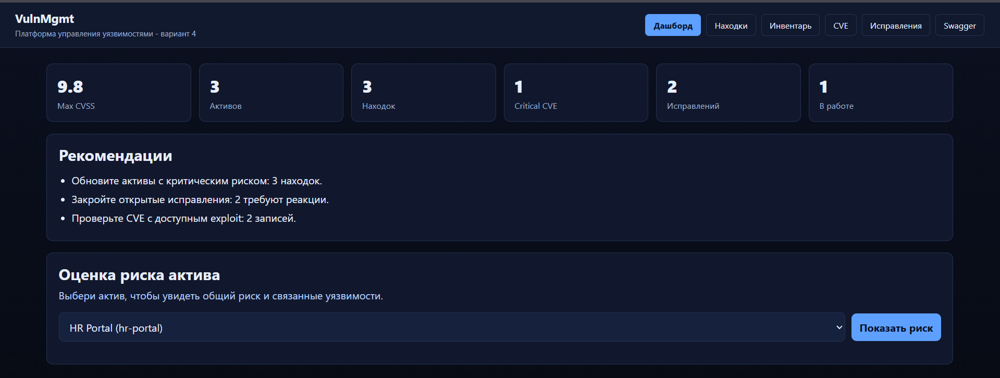 VulnMgmt
Платформа управления уязвимостями - вариант 4
Дашборд
Находки
Инвентарь
CVE
Исправления
Swagger
9.8
Max CVSS
3
Активов
3
Находок
1
Critical CVE
2
Исправлений
1
В работе
Рекомендации
Обновите активы с критическим риском: 3 находок.
Закройте открытые исправления: 2 требуют реакции.
Проверьте CVE с доступным exploit: 2 записей.
Оценка риска актива
Выбери актив, чтобы увидеть общий риск и связанные уязвимости.
HR Portal (hr-portal)
Показать риск